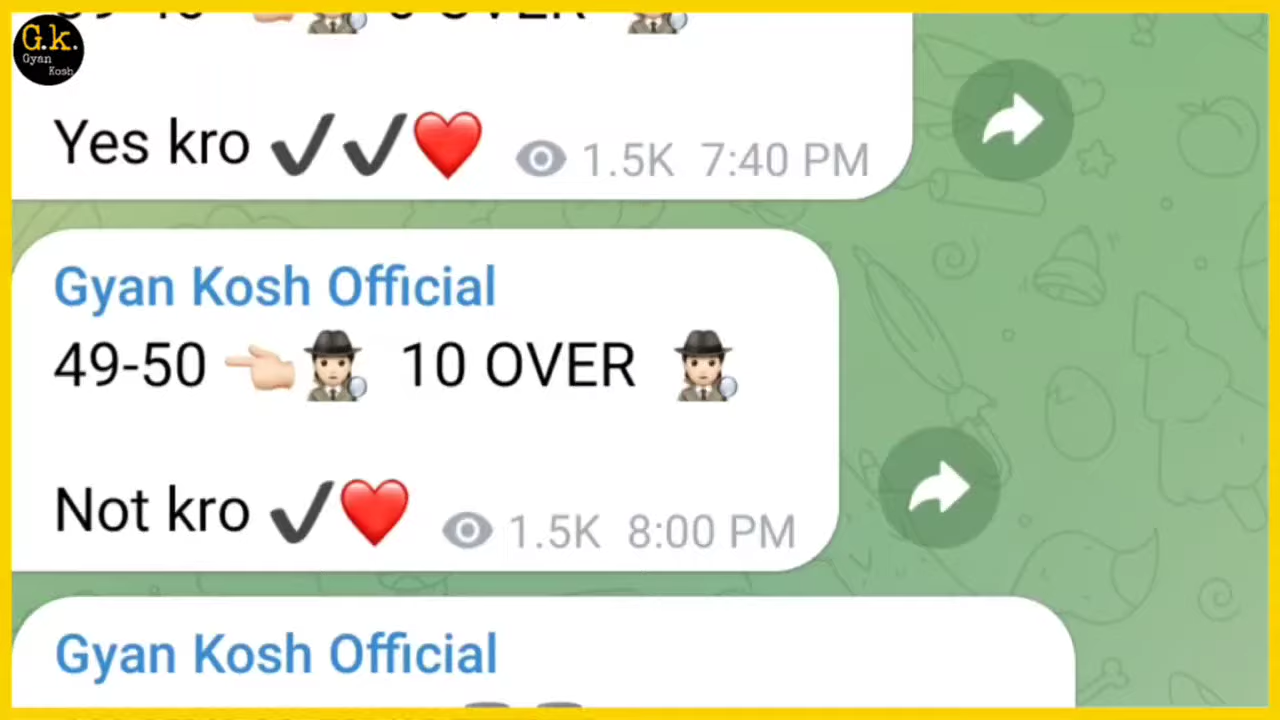 G.k.
Gyan
Kosh
Yes kro ✔✔❤️ 1.5K 7:40 PM
Gyan Kosh Official
49-50 👈🏻🕵🏻 10 OVER 🕵🏻
Not kro ✔❤️ 1.5K 8:00 PM
Gyan Kosh Official